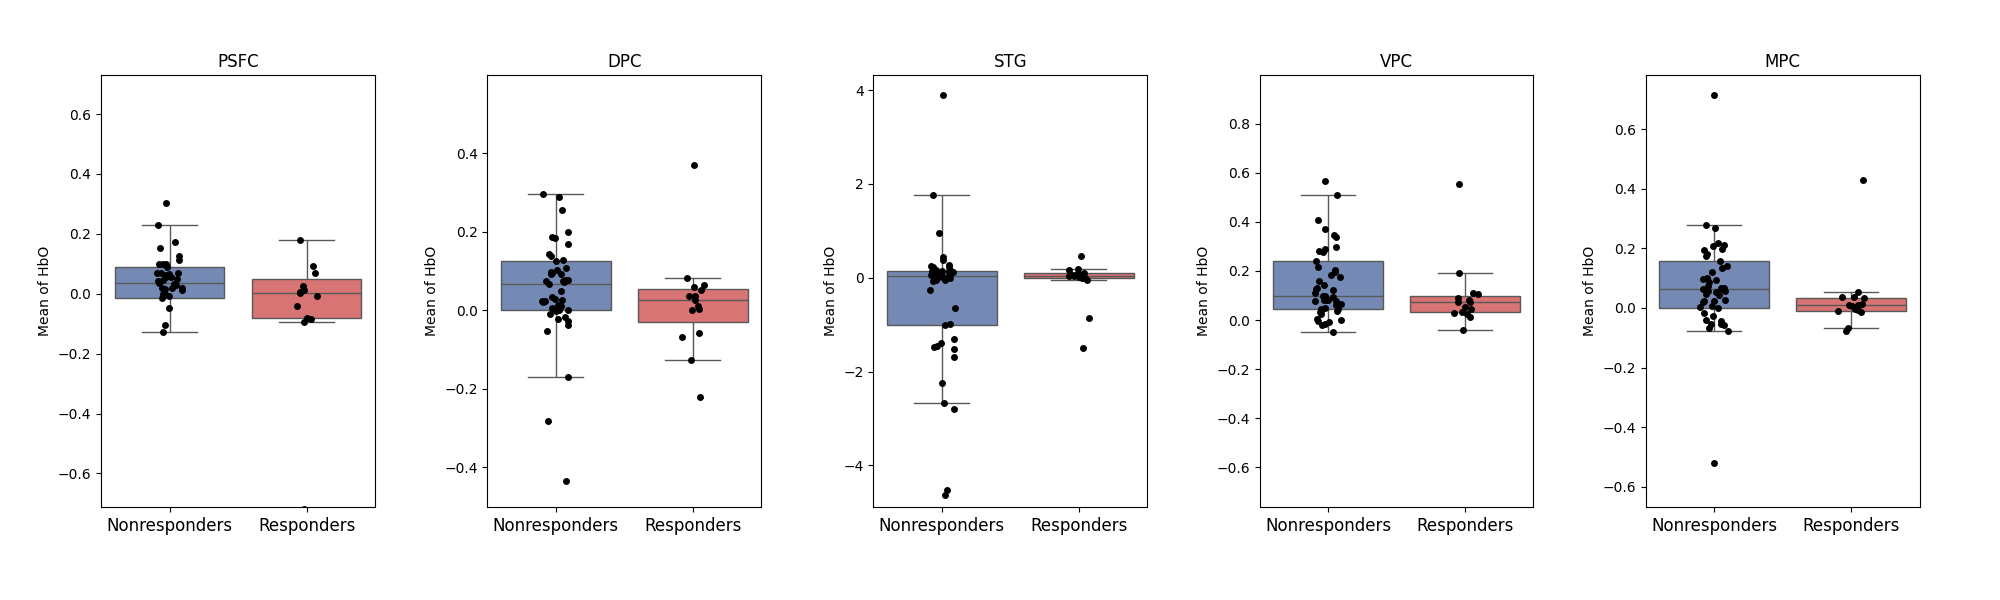 PSFC
Mean of HbO
0.6
0.4
0.2
0.0
−0.2
−0.4
−0.6
Nonresponders Responders
DPC
Mean of HbO
0.4
0.2
0.0
−0.2
−0.4
Nonresponders Responders
STG
Mean of HbO
4
2
0
−2
−4
Nonresponders Responders
VPC
Mean of HbO
0.8
0.6
0.4
0.2
0.0
−0.2
−0.4
−0.6
Nonresponders Responders
MPC
Mean of HbO
0.6
0.4
0.2
0.0
−0.2
−0.4
−0.6
Nonresponders Responders